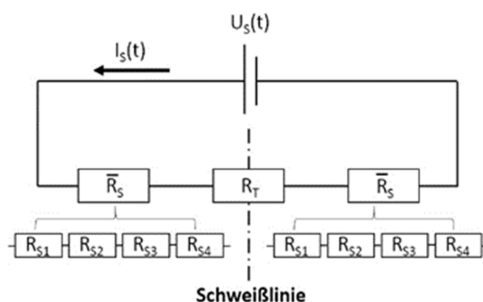 U_S(t)
I_S(t)
R̅_S R_T R̅_S
R_S1 R_S2 R_S3 R_S4 R_S1 R_S2 R_S3 R_S4
Schweißlinie